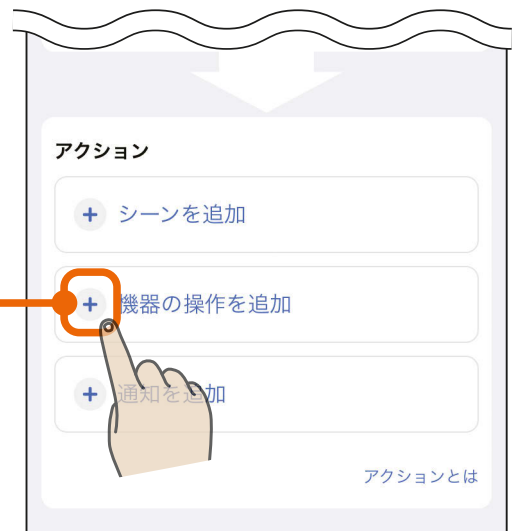 アクション
+ シーンを追加
+ 機器の操作を追加
+ 通知を追加
アクションとは